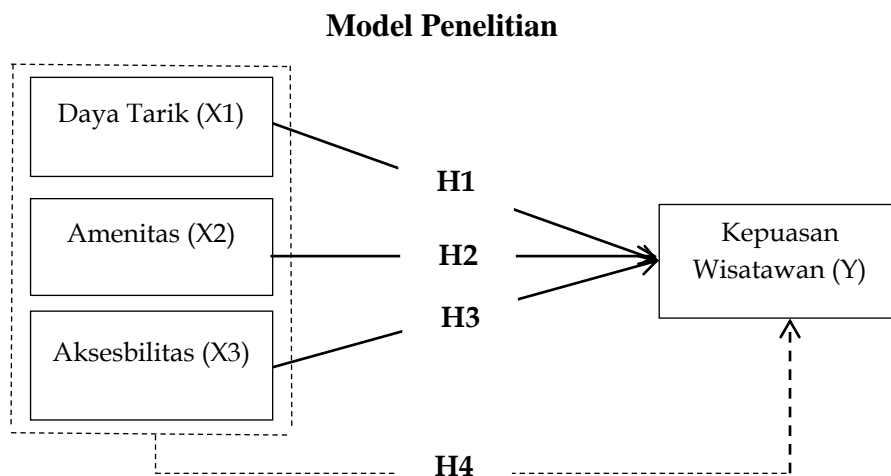 Model Penelitian
Daya Tarik (X1)
H1
Amenitas (X2)
H2
Kepuasan
Wisatawan (Y)
H3
Aksesbilitas (X3)
H4